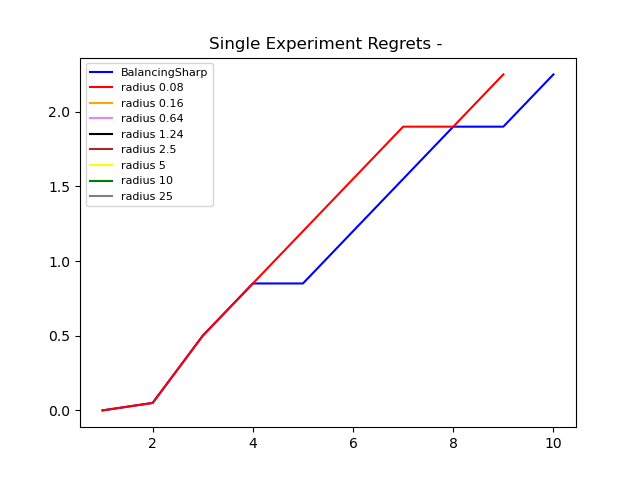 Single Experiment Regrets -
BalancingSharp
radius 0.08
radius 0.16
radius 0.64
radius 1.24
radius 2.5
radius 5
radius 10
radius 25
2.0
1.5
1.0
0.5
0.0
2 4 6 8 10